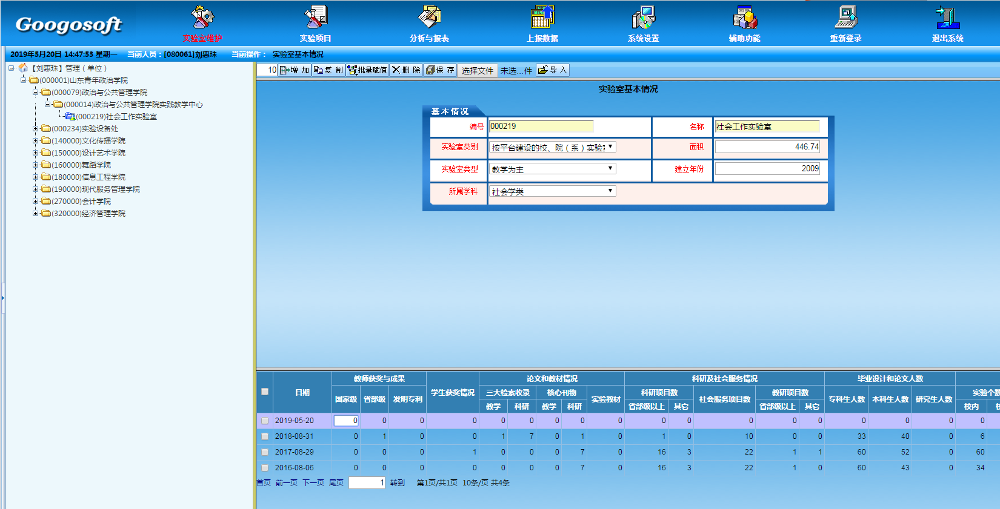 Googosoft
实验室维护 实验项目 分析与报表 上报数据 系统设置 辅助功能 重新登录 退出系统
2019年5月20日 14:47:53 星期一 当前人员：[080061]刘惠珠 当前操作： 实验室基本情况
【刘惠珠】管理（单位）
(000001)山东青年政治学院
(000079)政治与公共管理学院
(000014)政治与公共管理学院实践教学中心
(000219)社会工作实验室
(000234)实验设备处
(140000)文化传播学院
(150000)设计艺术学院
(160000)舞蹈学院
(180000)信息工程学院
(190000)现代服务管理学院
(270000)会计学院
(320000)经济管理学院
10 增 加 复 制 批量赋值 删 除 保 存 选择文件 未选...件 导 入
实验室基本情况
基本情况
编号 000219 名称 社会工作实验室
实验室类别 按平台建设的校、院（系）实验 面积 446.74
实验室类型 教学为主 建立年份 2009
所属学科 社会学类
日期 教师获奖与成果 学生获奖情况 论文和教材情况 科研及社会服务情况 毕业设计和论文人数
国家级 省部级 发明专利 三大检索收录 核心刊物 实验教材 科研项目数 社会服务项目数 教研项目数 专科生人数 本科生人数 研究生人数 实验个数
教学 科研 教学 科研 省部级以上 其它 省部级以上 其它 校内
2019-05-20 0 0 0 0 0 0 0 0 0 0 0 0 0 0 0 0 0 0
2018-08-31 0 1 0 0 1 7 0 1 0 1 0 10 0 0 33 40 0 6
2017-08-29 0 0 0 1 0 0 0 7 0 16 3 22 1 1 60 52 0 60
2016-08-06 0 0 0 0 0 0 0 7 0 16 3 22 1 0 60 43 0 34
首页 前一页 下一页 尾页 1 转到 第1页/共1页 10条/页 共4条